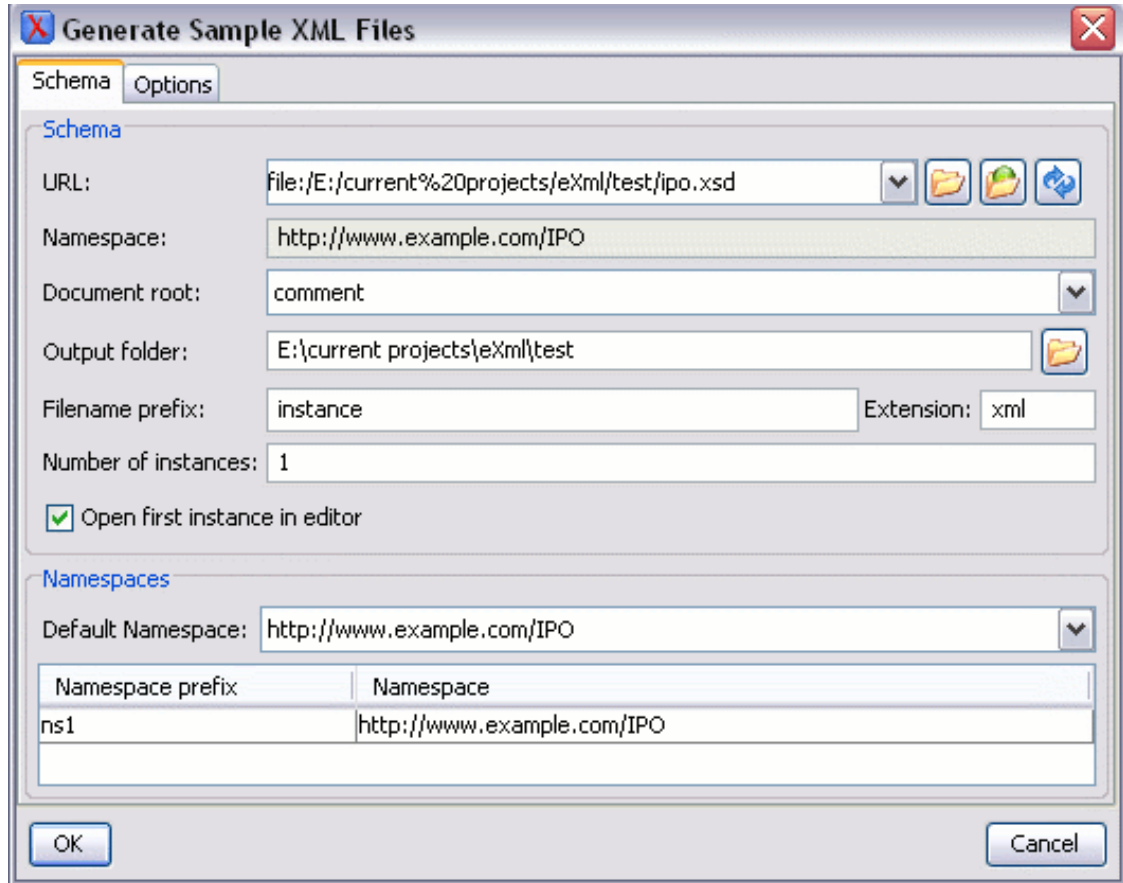 Generate Sample XML Files
Schema Options
Schema
URL: file:/E:/current%20projects/eXml/test/ipo.xsd
Namespace: http://www.example.com/IPO
Document root: comment
Output folder: E:\current projects\eXml\test
Filename prefix: instance Extension: xml
Number of instances: 1
Open first instance in editor
Namespaces
Default Namespace: http://www.example.com/IPO
Namespace prefix Namespace
ns1 http://www.example.com/IPO
OK Cancel